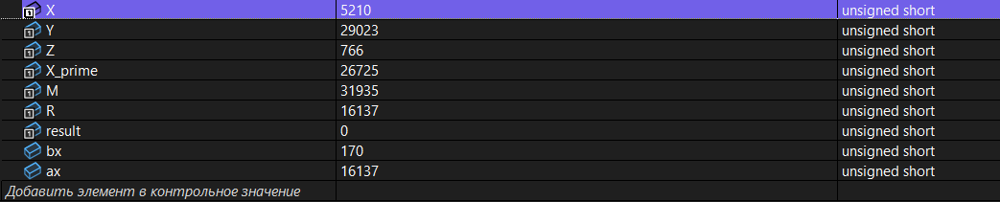 X 5210 unsigned short
Y 29023 unsigned short
Z 766 unsigned short
X_prime 26725 unsigned short
M 31935 unsigned short
R 16137 unsigned short
result 0 unsigned short
bx 170 unsigned short
ax 16137 unsigned short
Добавить элемент в контрольное значение